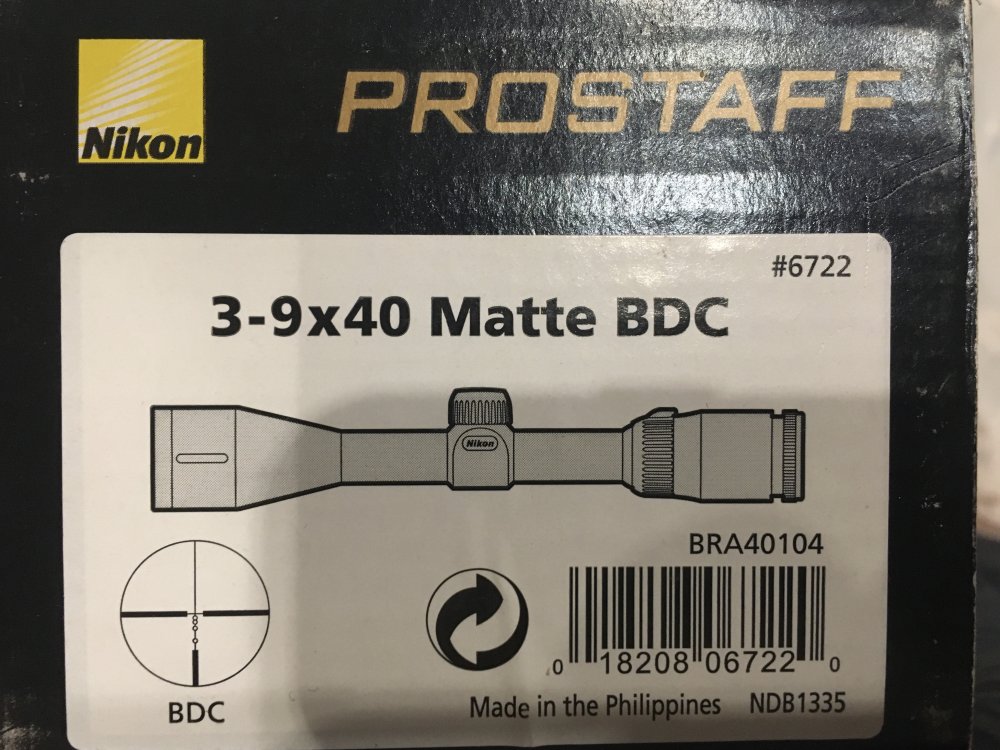 Nikon
PROSTAFF
#6722
3-9x40 Matte BDC
Nikon
BRA40104
0 18208 06722 0
BDC
Made in the Philippines NDB1335